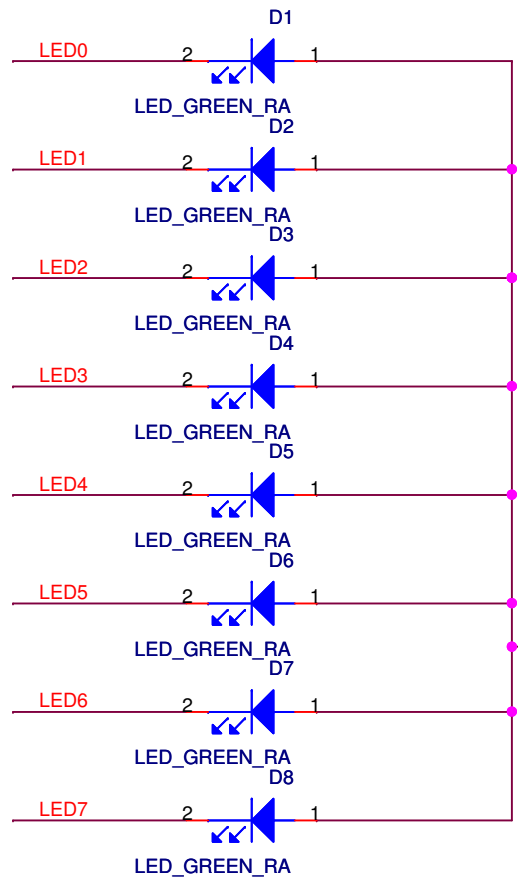 D1
LED0 2 1
LED_GREEN_RA
D2
LED1 2 1
LED_GREEN_RA
D3
LED2 2 1
LED_GREEN_RA
D4
LED3 2 1
LED_GREEN_RA
D5
LED4 2 1
LED_GREEN_RA
D6
LED5 2 1
LED_GREEN_RA
D7
LED6 2 1
LED_GREEN_RA
D8
LED7 2 1
LED_GREEN_RA